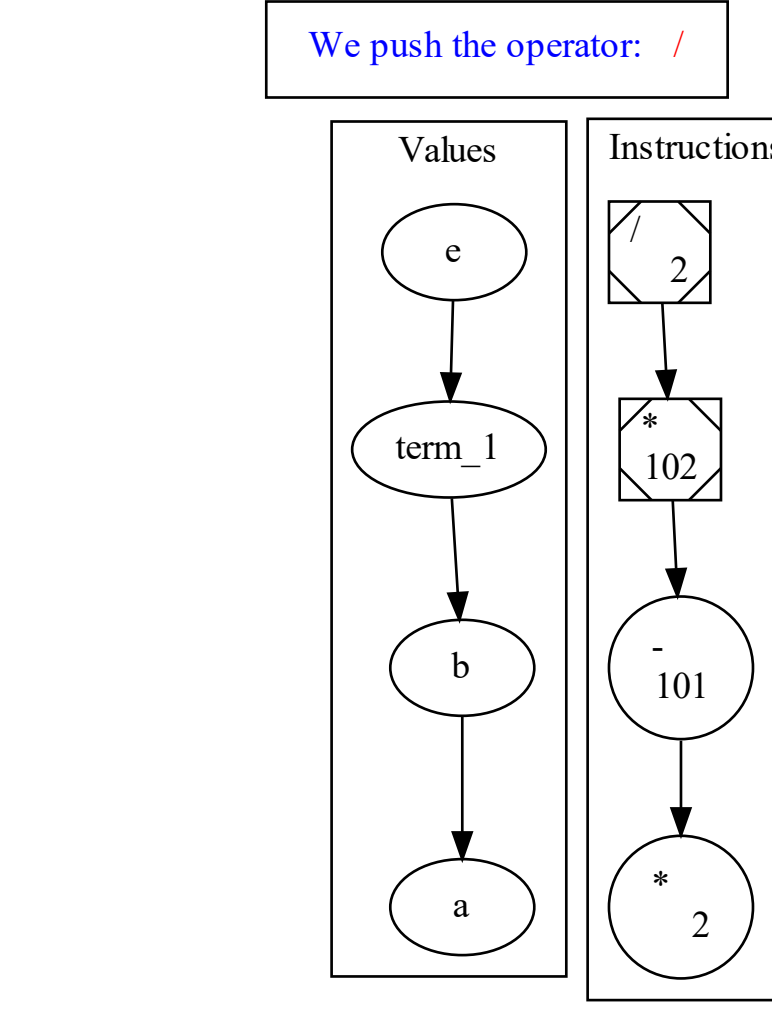 We push the operator: /
Values
Instructions
e
/
2
term_1
*
102
b
-
101
a
*
2